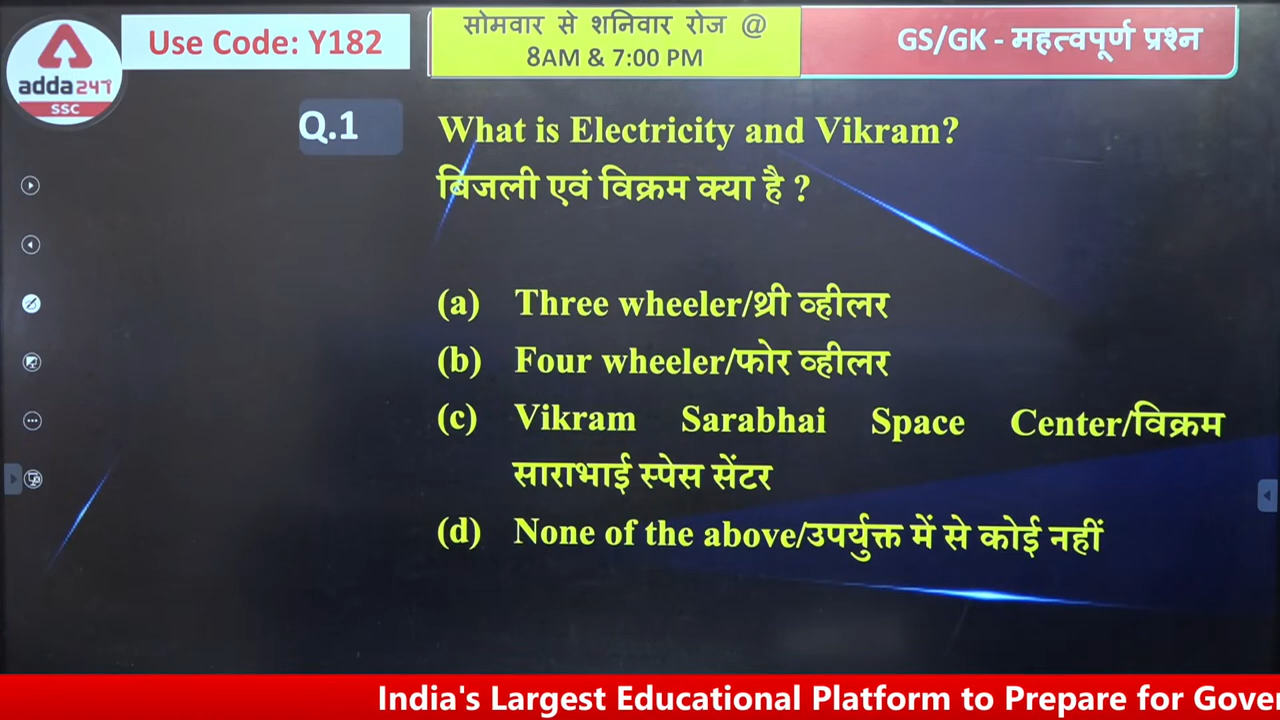 adda247
SSC
Use Code: Y182
सोमवार से शनिवार रोज @
8AM & 7:00 PM
GS/GK - महत्वपूर्ण प्रश्न
Q.1
What is Electricity and Vikram?
बिजली एवं विक्रम क्या है ?
(a) Three wheeler/थ्री व्हीलर
(b) Four wheeler/फोर व्हीलर
(c) Vikram Sarabhai Space Center/विक्रम
साराभाई स्पेस सेंटर
(d) None of the above/उपर्युक्त में से कोई नहीं
India's Largest Educational Platform to Prepare for Gover